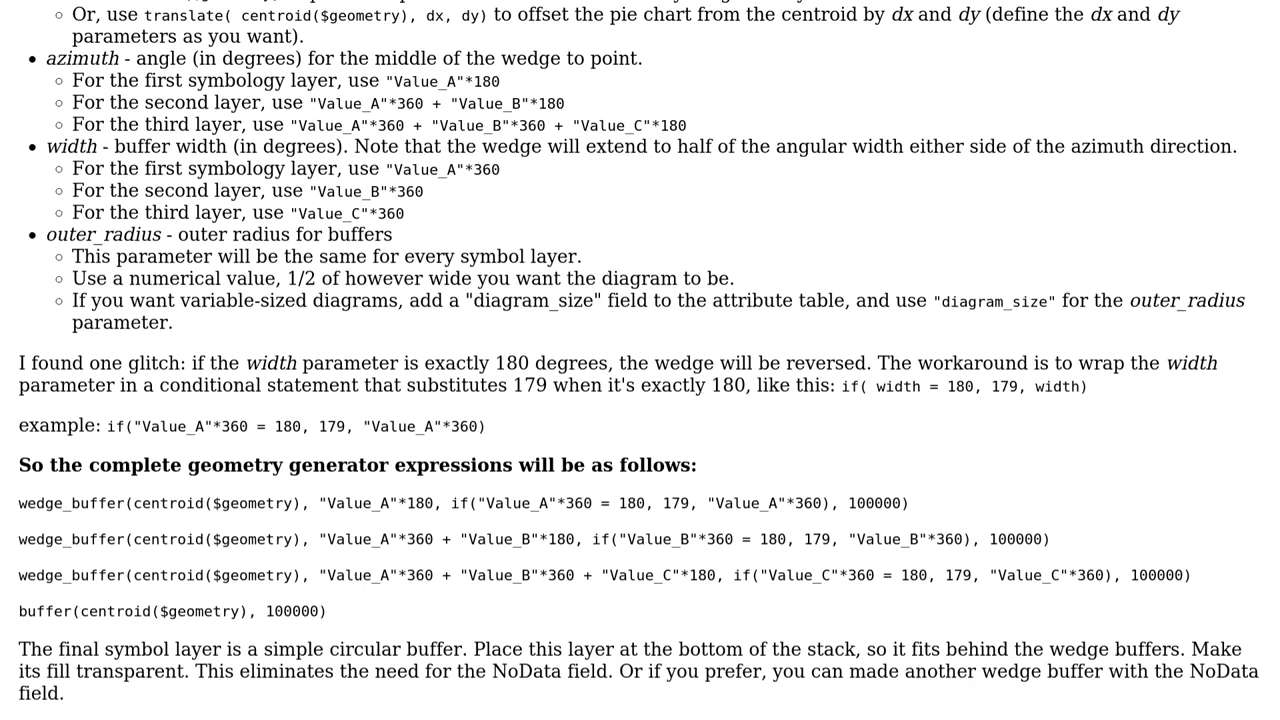 Or, use translate( centroid($geometry), dx, dy) to offset the pie chart from the centroid by dx and dy (define the dx and dy
parameters as you want).
azimuth - angle (in degrees) for the middle of the wedge to point.
For the first symbology layer, use "Value_A"*180
For the second layer, use "Value_A"*360 + "Value_B"*180
For the third layer, use "Value_A"*360 + "Value_B"*360 + "Value_C"*180
width - buffer width (in degrees). Note that the wedge will extend to half of the angular width either side of the azimuth direction.
For the first symbology layer, use "Value_A"*360
For the second layer, use "Value_B"*360
For the third layer, use "Value_C"*360
outer_radius - outer radius for buffers
This parameter will be the same for every symbol layer.
Use a numerical value, 1/2 of however wide you want the diagram to be.
If you want variable-sized diagrams, add a "diagram_size" field to the attribute table, and use "diagram_size" for the outer_radius
parameter.
I found one glitch: if the width parameter is exactly 180 degrees, the wedge will be reversed. The workaround is to wrap the width
parameter in a conditional statement that substitutes 179 when it's exactly 180, like this: if( width = 180, 179, width)
example: if("Value_A"*360 = 180, 179, "Value_A"*360)
So the complete geometry generator expressions will be as follows:
wedge_buffer(centroid($geometry), "Value_A"*180, if("Value_A"*360 = 180, 179, "Value_A"*360), 100000)
wedge_buffer(centroid($geometry), "Value_A"*360 + "Value_B"*180, if("Value_B"*360 = 180, 179, "Value_B"*360), 100000)
wedge_buffer(centroid($geometry), "Value_A"*360 + "Value_B"*360 + "Value_C"*180, if("Value_C"*360 = 180, 179, "Value_C"*360), 100000)
buffer(centroid($geometry), 100000)
The final symbol layer is a simple circular buffer. Place this layer at the bottom of the stack, so it fits behind the wedge buffers. Make
its fill transparent. This eliminates the need for the NoData field. Or if you prefer, you can made another wedge buffer with the NoData
field.